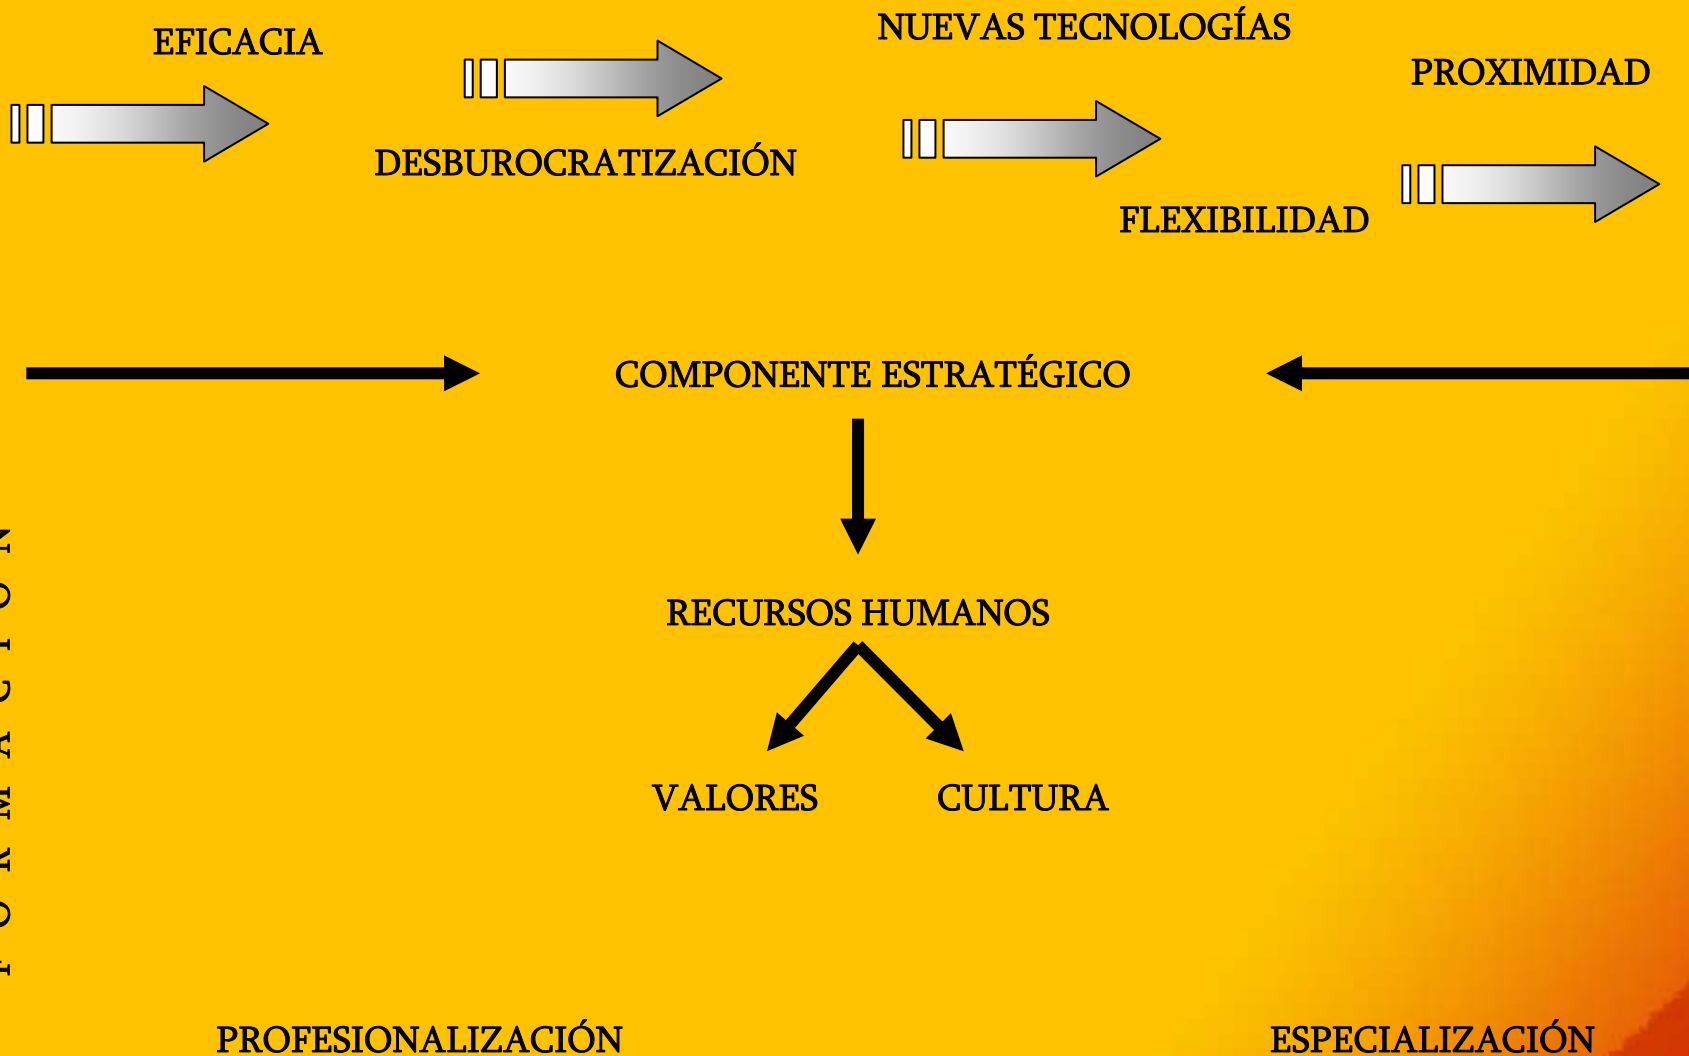 NUEVAS TECNOLOGÍAS
EFICACIA
PROXIMIDAD
DESBUROCRATIZACIÓN
FLEXIBILIDAD
COMPONENTE ESTRATÉGICO
RECURSOS HUMANOS
VALORES CULTURA
PROFESIONALIZACIÓN ESPECIALIZACIÓN